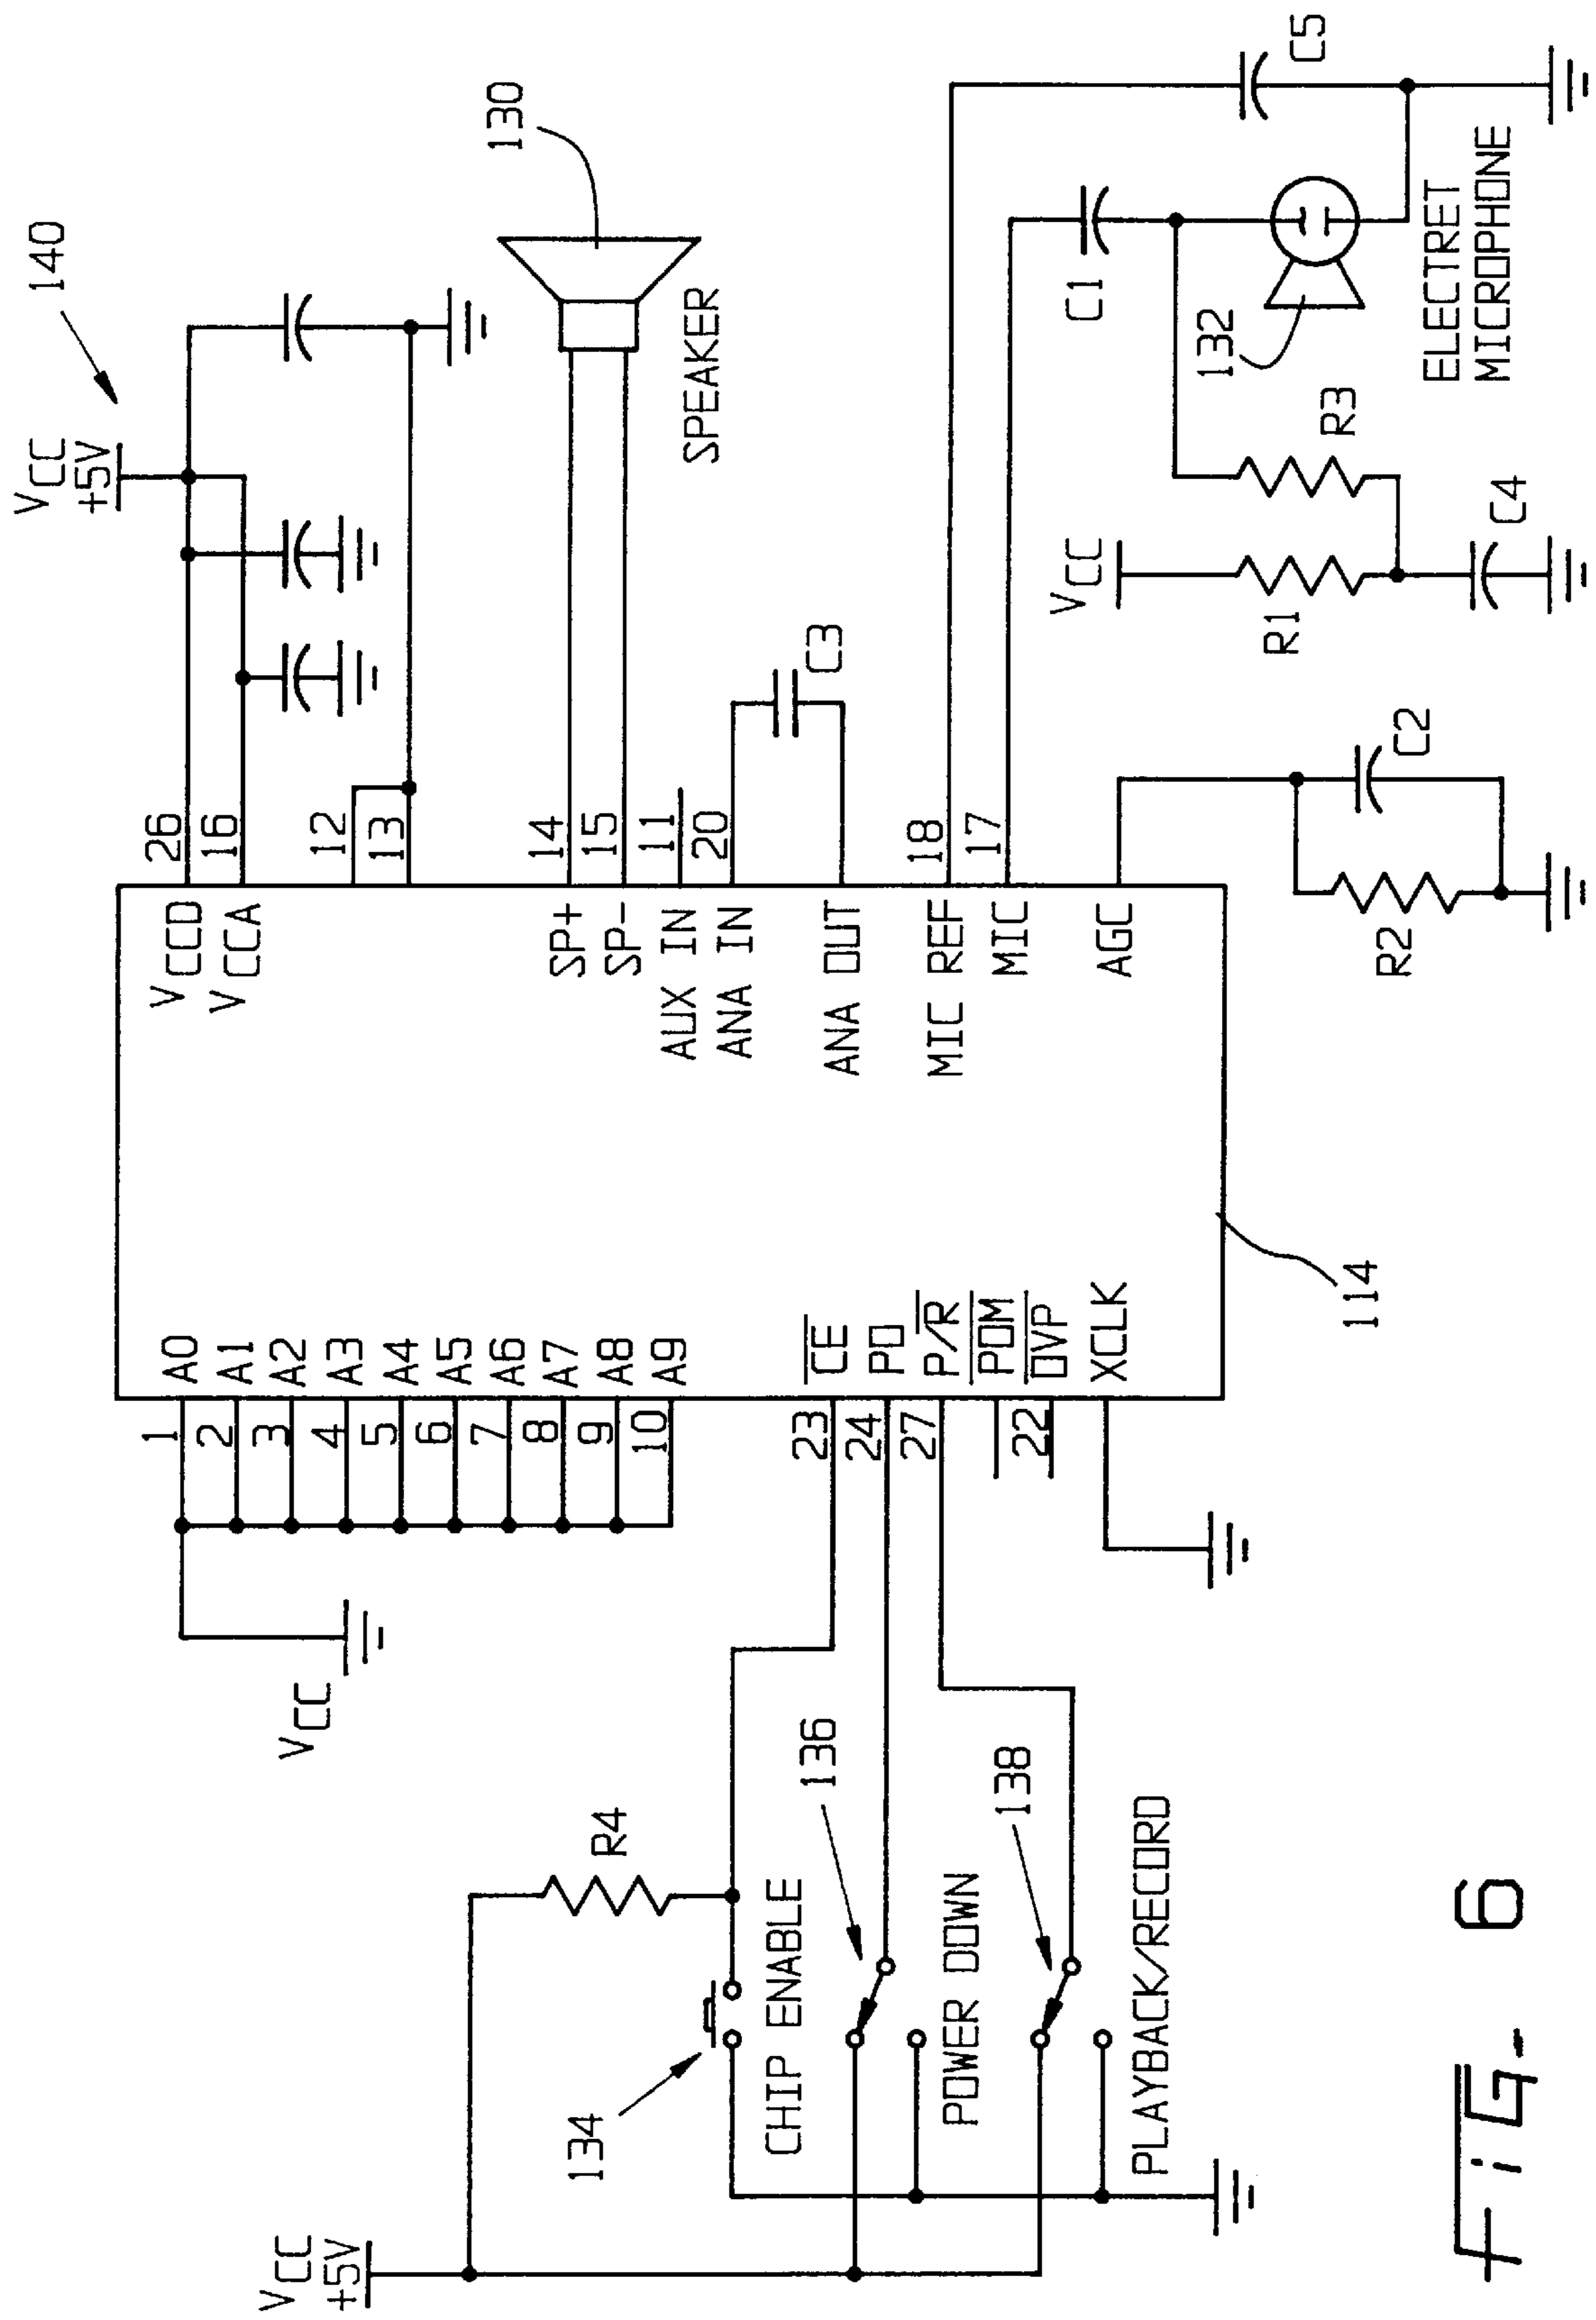 VCC
+5V
140
26
VCCD
16
VCCA
12
13
14
SP+
15
SP-
11
AUX IN
20
ANA IN
ANA OUT
18
MIC REF
17
MIC
AGC
1
A0
2
A1
3
A2
4
A3
5
A4
6
A5
7
A6
8
A7
9
A8
10
A9
23
CE
24
PD
27
P/R
POM
22
OVP
XCLK
114
VCC
VCC
+5V
R4
134
CHIP ENABLE
136
POWER DOWN
138
PLAYBACK/RECORD
130
SPEAKER
C3
VCC
C1
132
R1
R3
C5
R2
C2
C4
ELECTRET
MICROPHONE
FiG- 6